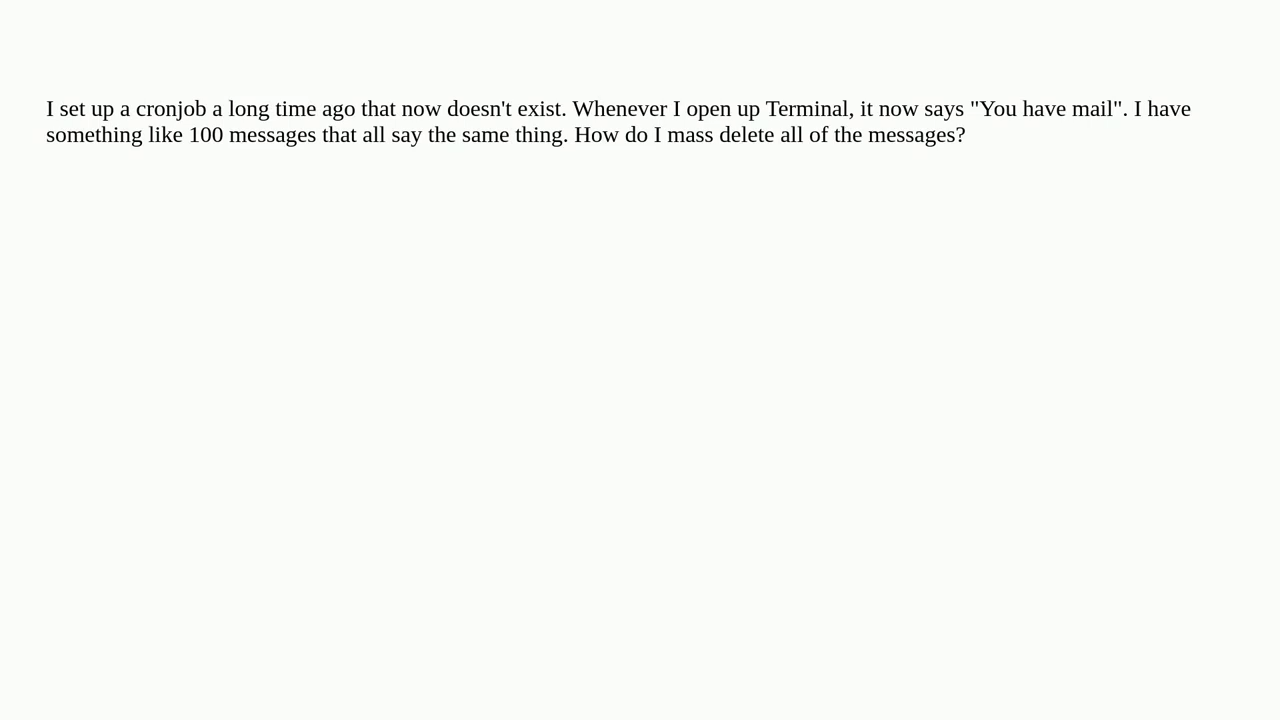 I set up a cronjob a long time ago that now doesn't exist. Whenever I open up Terminal, it now says "You have mail". I have
something like 100 messages that all say the same thing. How do I mass delete all of the messages?